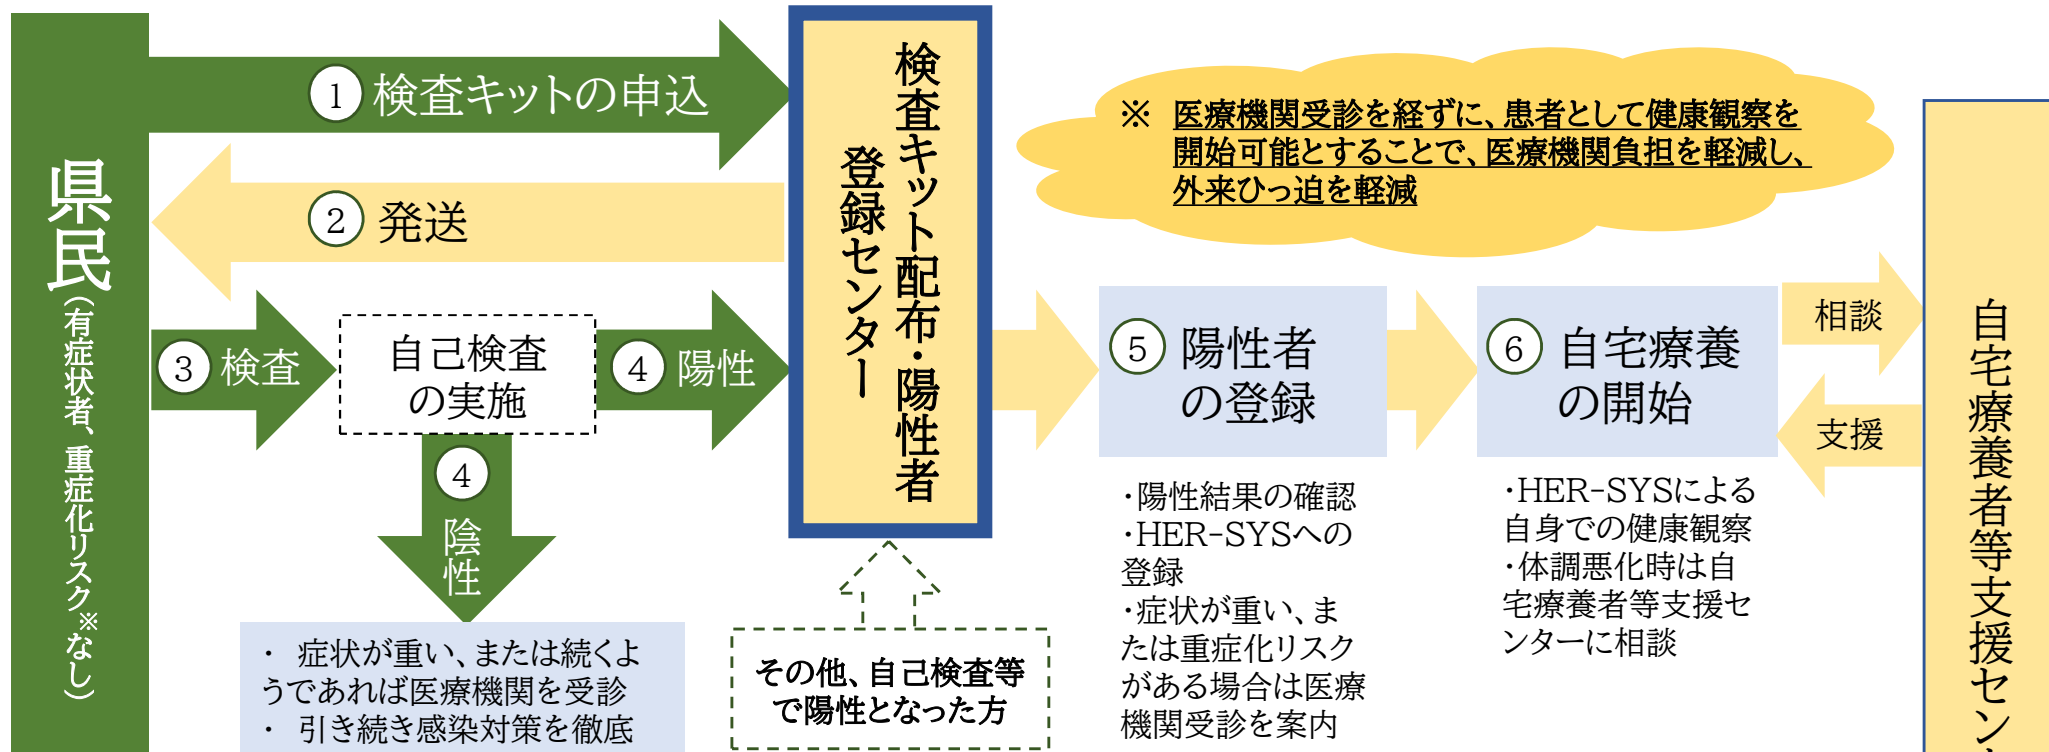 県民
(有症状者、重症化リスク※なし)
① 検査キットの申込
② 発送
③ 検査
自己検査
の実施
④ 陽性
④
陰性
・ 症状が重い、または続くよ
うであれば医療機関を受診
・ 引き続き感染対策を徹底
検査キット配布・陽性者
登録センター
その他、自己検査等
で陽性となった方
※ 医療機関受診を経ずに、患者として健康観察を
開始可能とすることで、医療機関負担を軽減し、
外来ひっ迫を軽減
⑤ 陽性者
の登録
・陽性結果の確認
・HER-SYSへの
登録
・症状が重い、ま
たは重症化リスク
がある場合は医療
機関受診を案内
⑥ 自宅療養
の開始
・HER-SYSによる
自身での健康観察
・体調悪化時は自
宅療養者等支援セ
ンターに相談
相談
支援
自宅療養者等支援セン